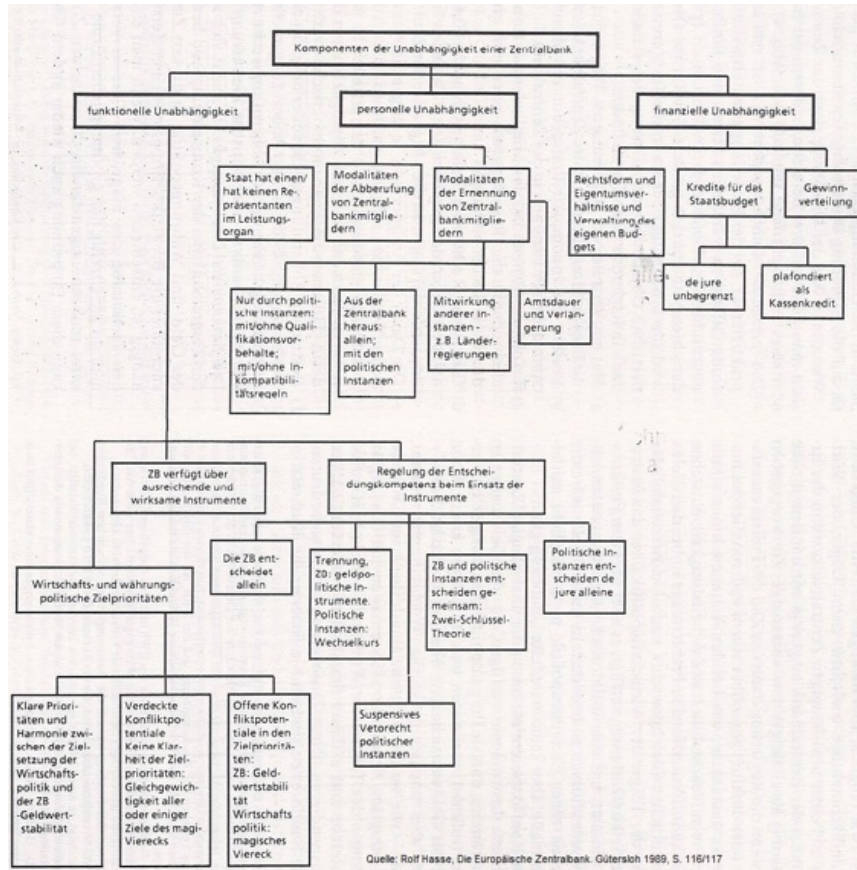 Komponenten der Unabhängigkeit einer Zentralbank
funktionelle Unabhängigkeit
personelle Unabhängigkeit
finanzielle Unabhängigkeit
Staat hat einen/
hat keinen Re-
präsentanten
im Leistungs-
organ
Modalitäten
der Abberufung
von Zentral-
bankmitglie-
dern
Modalitäten
der Ernennung
von Zentral-
bankmitglie-
dern
Rechtsform und
Eigentumsver-
hältnisse und
Verwaltung des
eigenen Bud-
gets
Kredite für das
Staatsbudget
Gewinn-
verteilung
de jure
unbegrenzt
plafondiert
als
Kassenkredit
Nur durch politi-
sche Instanzen:
mit/ohne Quali-
fikationsvor-
behalte;
mit/ohne In-
kompatibili-
tätsregeln
Aus der
Zentralbank
heraus:
allein;
mit den
politischen
Instanzen
Mitwirkung
anderer In-
stanzen -
z.B. Länder-
regierungen
Amtsdauer
und Verlän-
gerung
ZB verfügt über
ausreichende und
wirksame Instrumente
Regelung der Entschei-
dungskompetenz beim Einsatz der
Instrumente
Die ZB ent-
scheidet
allein
Trennung,
ZB: geldpo-
litische In-
strumente.
Politische
Instanzen:
Wechselkurs
ZB und politsche
Instanzen ent-
scheiden ge-
meinsam:
Zwei-Schlüssel-
Theorie
Politische In-
stanzen ent-
scheiden de
jure alleine
Wirtschafts- und währungs-
politische Zielprioritäten
Klare Priori-
täten und
Harmonie zwi-
schen der Ziel-
setzung der
Wirtschafts-
politik und
der ZB
-Geldwert-
stabilität
Verdeckte
Konfliktpo-
tentiale
Keine Klar-
heit der Ziel-
prioritäten:
Gleichgewich-
tigkeit aller
oder einiger
Ziele des magi-
Vierecks
Offene Kon-
fliktpoten-
tiale in den
Zielprioritä-
ten:
ZB: Geld-
wertstabili
tät
Wirtschafts
politik:
magisches
Viereck
Suspensives
Vetorecht
politischer
Instanzen
Quelle: Rolf Hasse, Die Europäische Zentralbank. Gütersloh 1989, S. 116/117